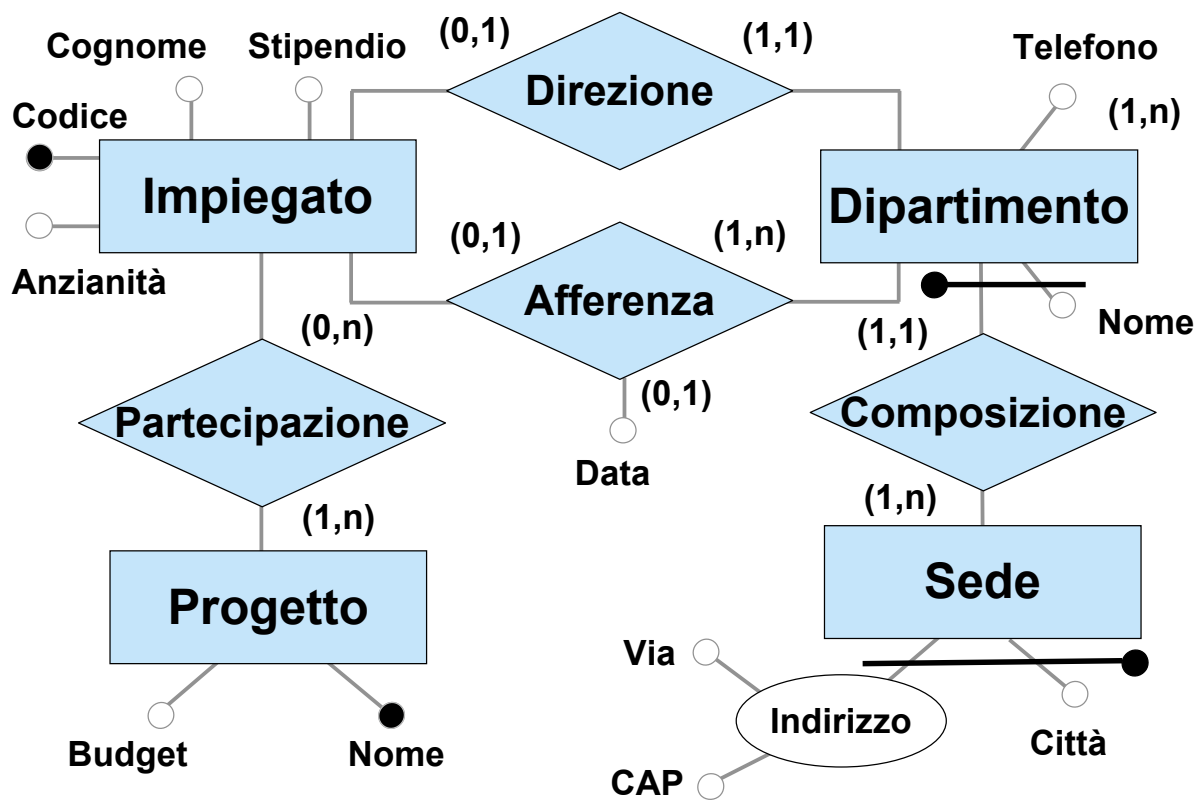 (0,1)
(1,1)
Cognome
Stipendio
Telefono
Direzione
Codice
(1,n)
Impiegato
Dipartimento
(0,1)
(1,n)
Anzianità
Afferenza
(0,n)
(1,1)
Nome
(0,1)
Partecipazione
Composizione
Data
(1,n)
(1,n)
Progetto
Sede
Via
Indirizzo
Città
Budget
Nome
CAP